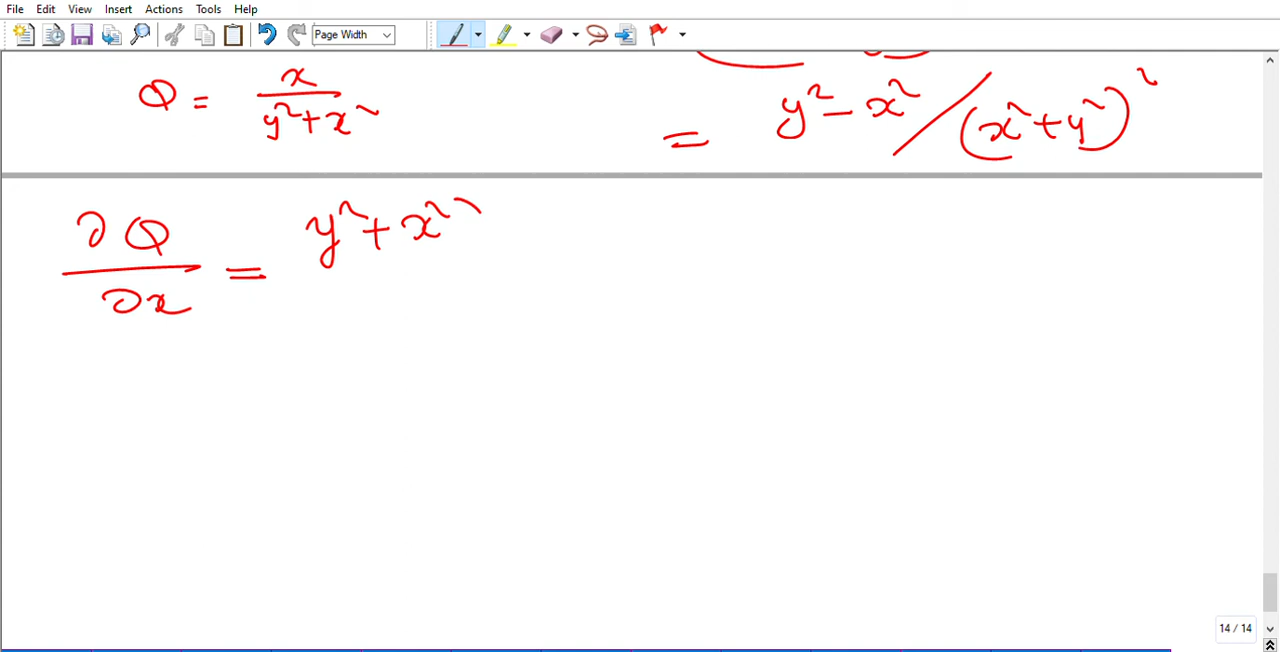 File Edit View Insert Actions Tools Help
Page Width
Q = x / y² + x²
= y² - x² / (x² + y²)²
∂Q / ∂x = y² + x²
14 / 14